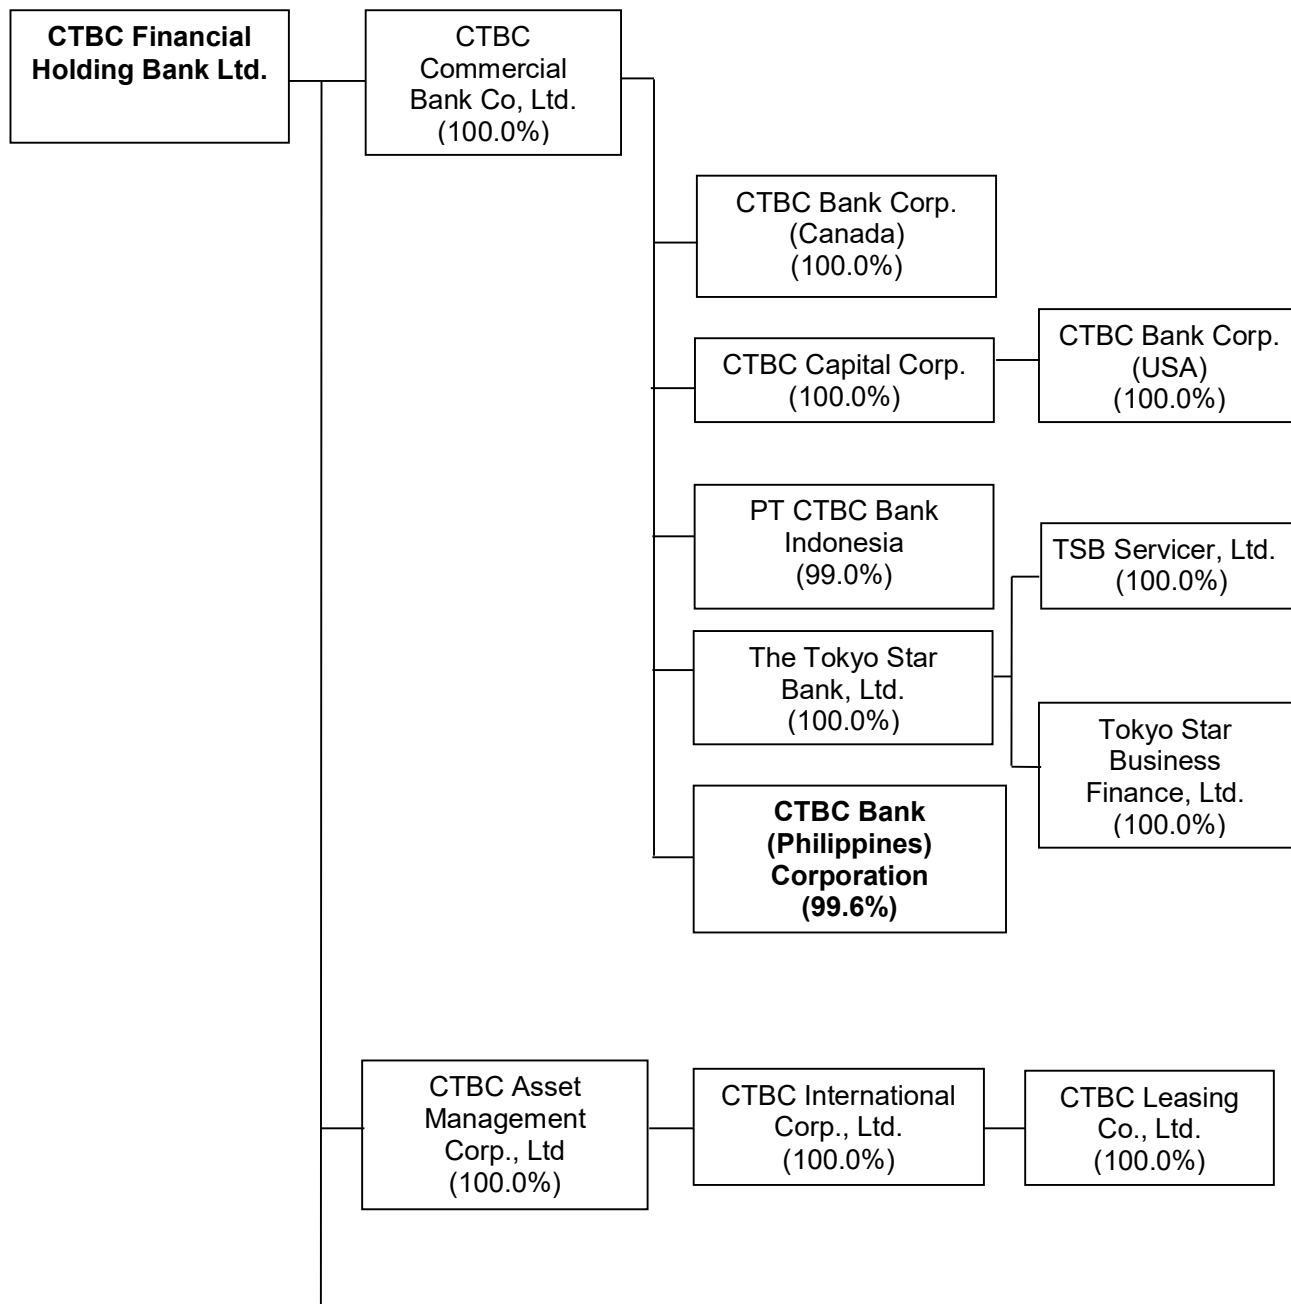 CTBC Financial
Holding Bank Ltd.
CTBC
Commercial
Bank Co, Ltd.
(100.0%)
CTBC Bank Corp.
(Canada)
(100.0%)
CTBC Capital Corp.
(100.0%)
CTBC Bank Corp.
(USA)
(100.0%)
PT CTBC Bank
Indonesia
(99.0%)
TSB Servicer, Ltd.
(100.0%)
The Tokyo Star
Bank, Ltd.
(100.0%)
Tokyo Star
Business
Finance, Ltd.
(100.0%)
CTBC Bank
(Philippines)
Corporation
(99.6%)
CTBC Asset
Management
Corp., Ltd
(100.0%)
CTBC International
Corp., Ltd.
(100.0%)
CTBC Leasing
Co., Ltd.
(100.0%)